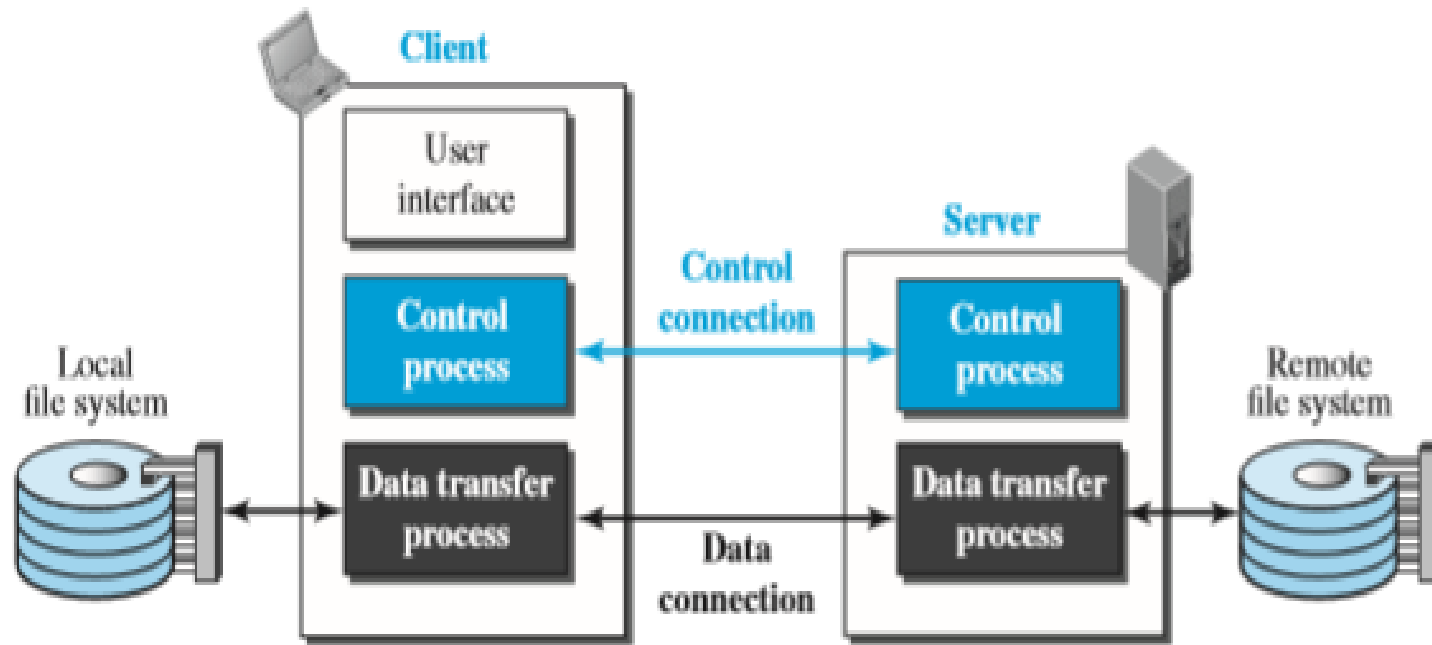 Client
User
interface
Server
Control
connection
Control
process
Control
process
Local
file system
Remote
file system
Data transfer
process
Data transfer
process
Data
connection